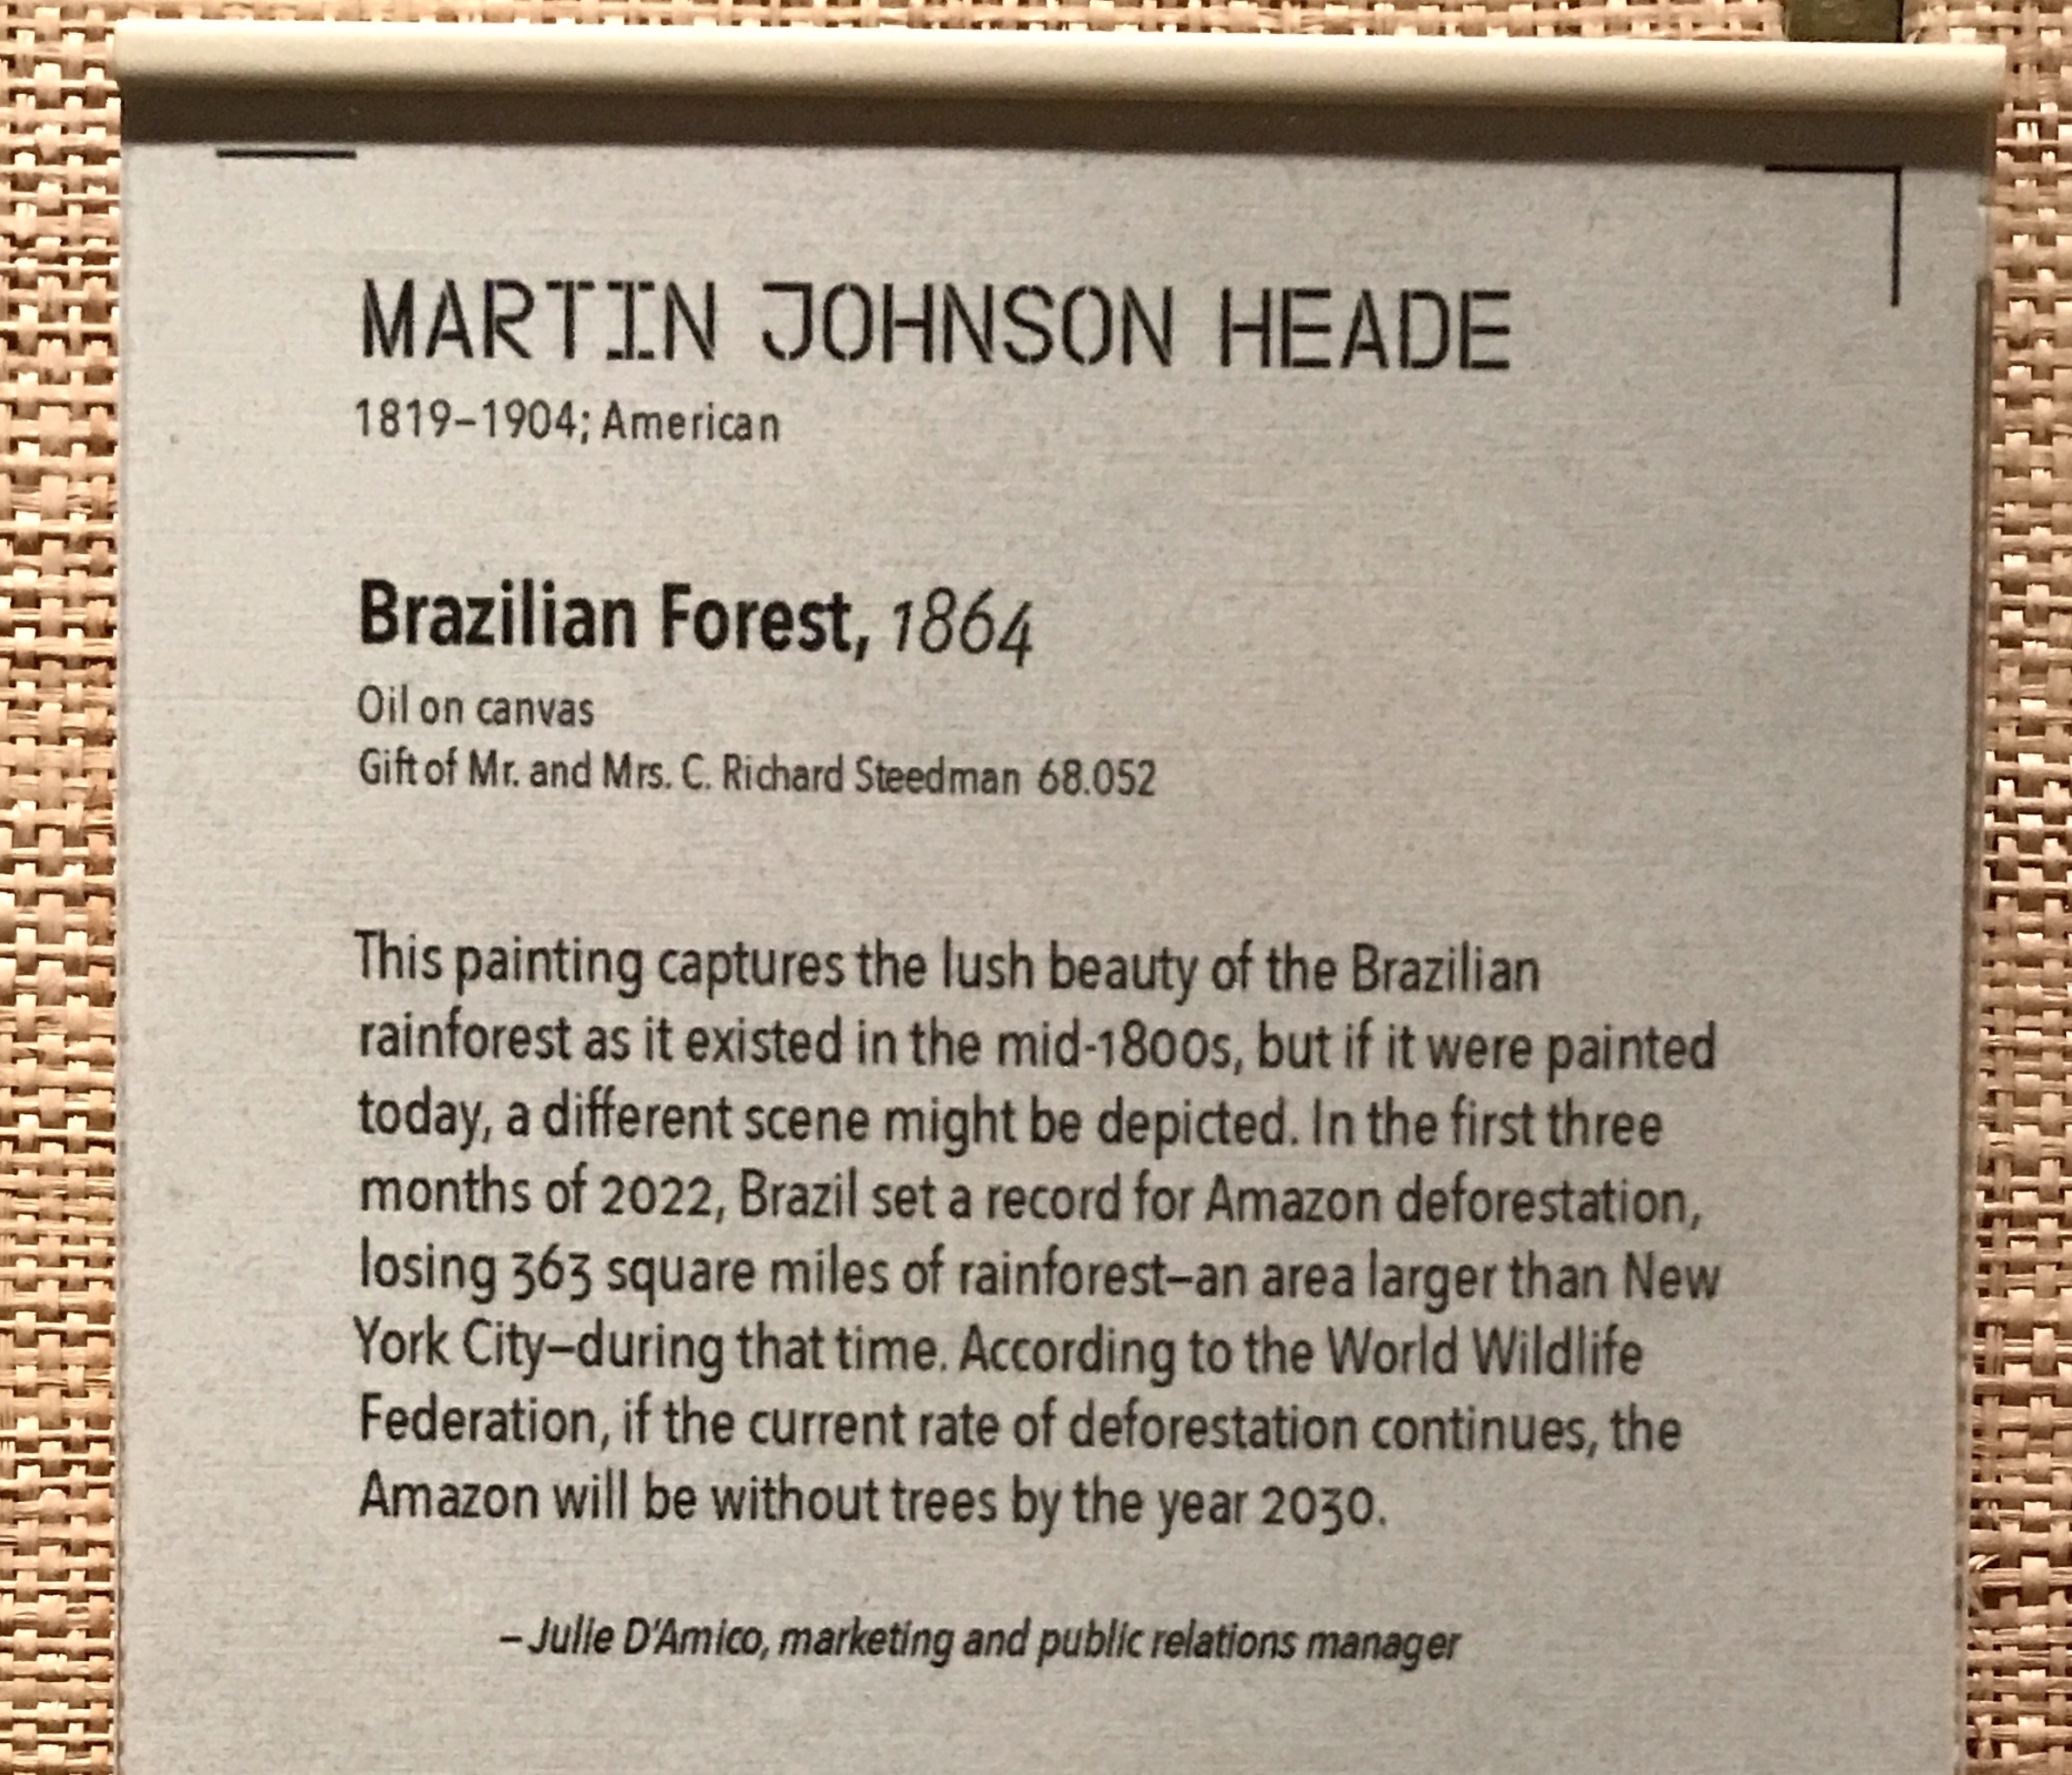 MARTIN JOHNSON HEADE
1819–1904; American
Brazilian Forest, 1864
Oil on canvas
Gift of Mr. and Mrs. C. Richard Steedman 68.052
This painting captures the lush beauty of the Brazilian
rainforest as it existed in the mid-1800s, but if it were painted
today, a different scene might be depicted. In the first three
months of 2022, Brazil set a record for Amazon deforestation,
losing 363 square miles of rainforest–an area larger than New
York City–during that time. According to the World Wildlife
Federation, if the current rate of deforestation continues, the
Amazon will be without trees by the year 2030.
– Julie D'Amico, marketing and public relations manager